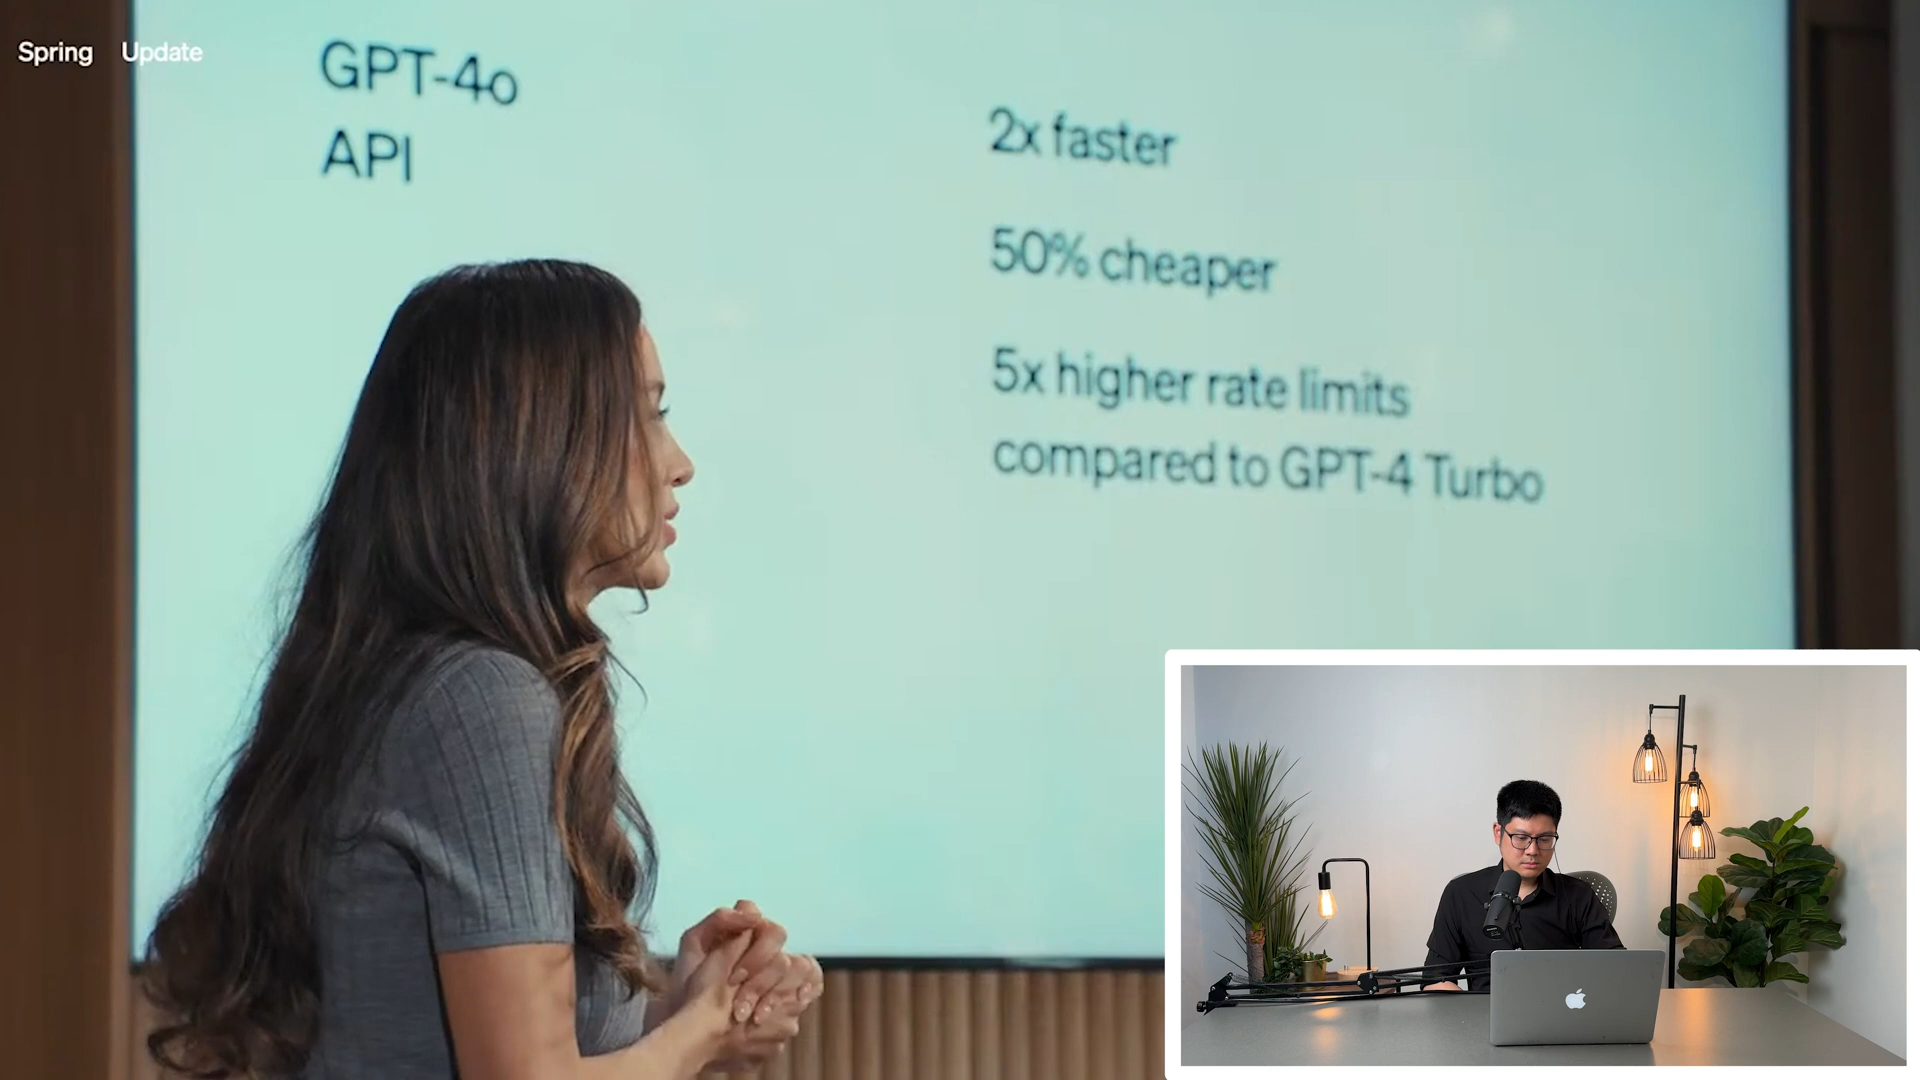 Spring Update
GPT-4o
API
2x faster
50% cheaper
5x higher rate limits
compared to GPT-4 Turbo